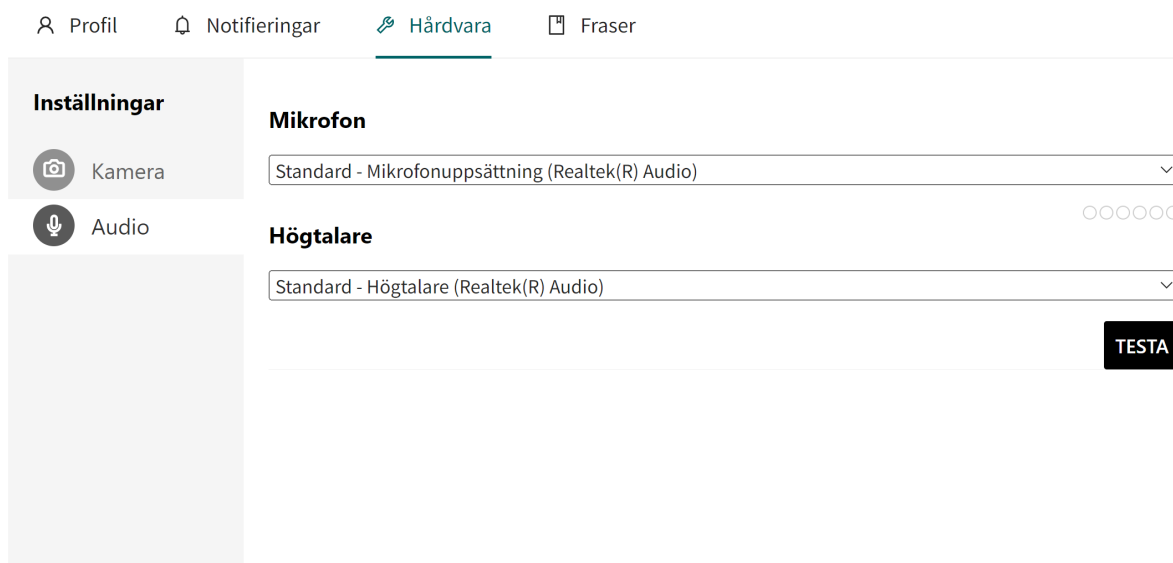 Profil Notifieringar Hårdvara Fraser
Inställningar
Kamera
Audio
Mikrofon
Standard - Mikrofonuppsättning (Realtek(R) Audio)
Högtalare
Standard - Högtalare (Realtek(R) Audio)
TESTA